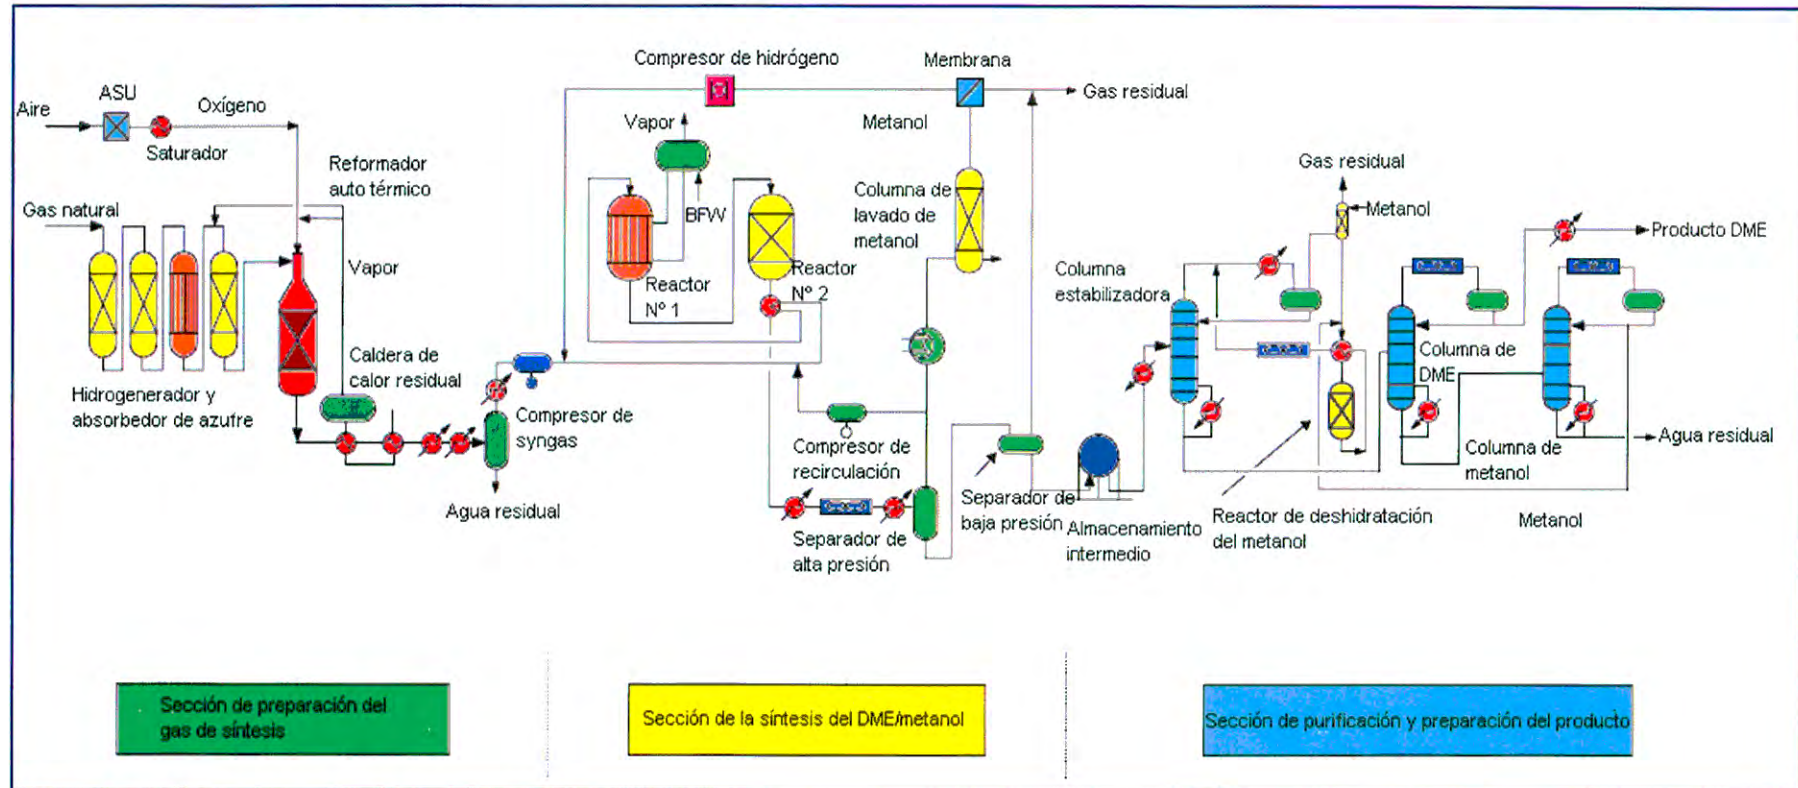 Compresor de hidrógeno
Membrana
Gas residual
ASU
Oxígeno
Aire
Saturador
Vapor
Metanol
Reformador
auto térmico
Gas natural
BFW
Columna de
lavado de
metanol
Gas residual
Metanol
Producto DME
Vapor
Reactor
Nº 1
Reactor
Nº 2
Columna
estabilizadora
Caldera de
calor residual
Hidrogenerador y
absorbedor de azufre
Compresor de
syngas
Agua residual
Compresor de
recirculación
Separador de
alta presión
Separador de
baja presión
Almacenamiento
intermedio
Columna de
DME
Columna de
metanol
Agua residual
Reactor de deshidratación
del metanol
Metanol
Sección de preparación del
gas de síntesis
Sección de la síntesis del DME/metanol
Sección de purificación y preparación del producto